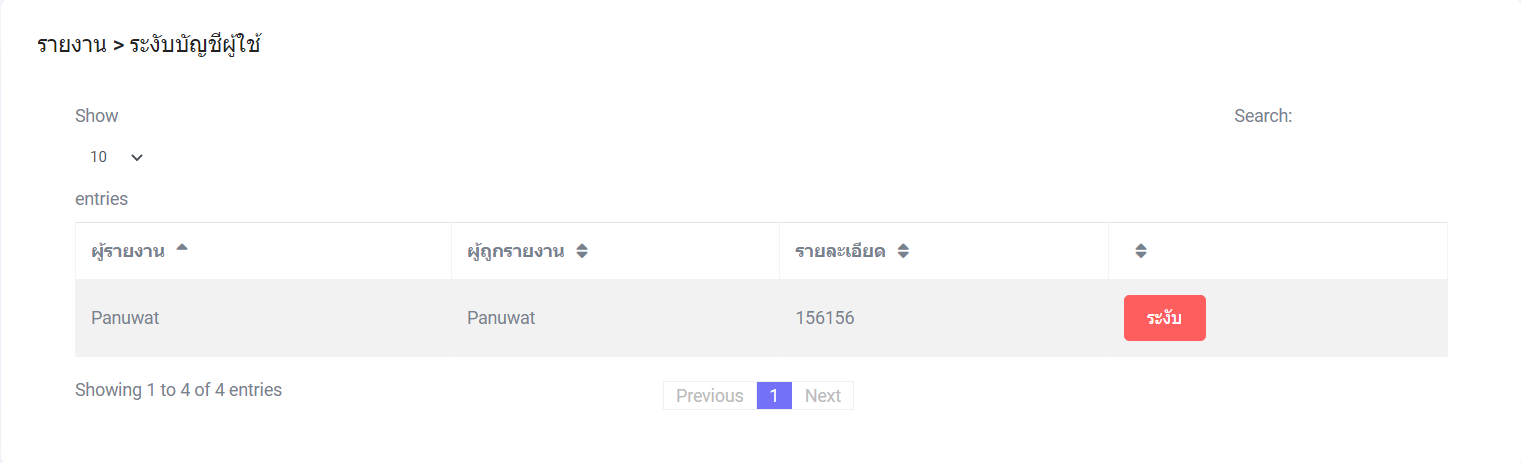 รายงาน > ระงับบัญชีผู้ใช้
Show
Search:
10
entries
ผู้รายงาน ผู้ถูกรายงาน รายละเอียด
Panuwat Panuwat 156156 ระงับ
Showing 1 to 4 of 4 entries Previous 1 Next